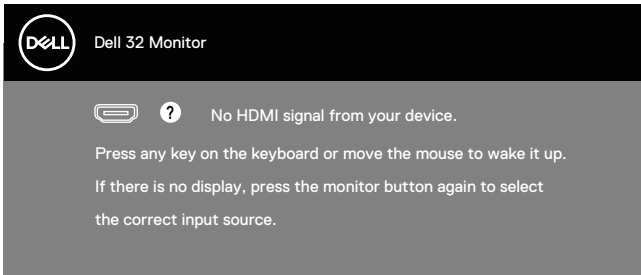 DELL
Dell 32 Monitor
? No HDMI signal from your device.
Press any key on the keyboard or move the mouse to wake it up.
If there is no display, press the monitor button again to select
the correct input source.